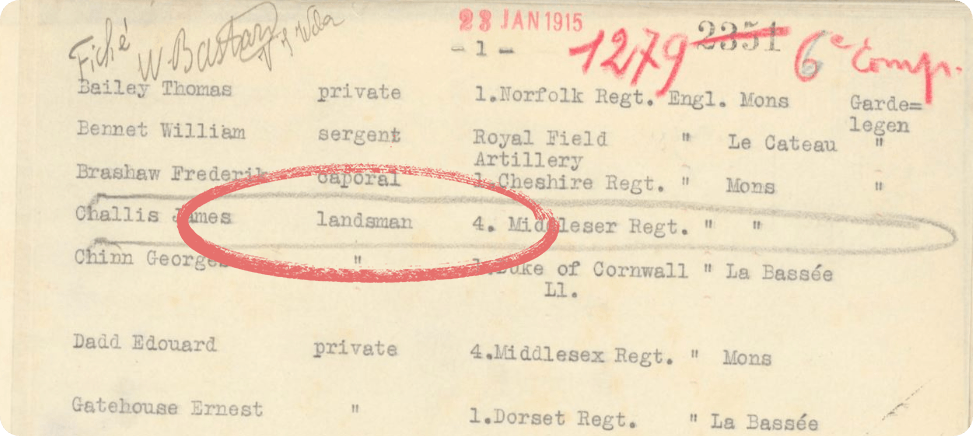 23 JAN 1915
Fiché
- 1 -
1279 2351 6e Comp.
Bailey Thomas private 1.Norfolk Regt. Engl. Mons Garde=
legen
Bennet William sergent Royal Field " Le Cateau "
Artillery
Brashaw Frederik caporal 1.Cheshire Regt. " Mons "
Challis James landsman 4. Middleser Regt. " "
Chinn Georges " 1.Duke of Cornwall " La Bassée
Ll.
Dadd Edouard private 4.Middlesex Regt. " Mons
Gatehouse Ernest " 1.Dorset Regt. " La Bassée